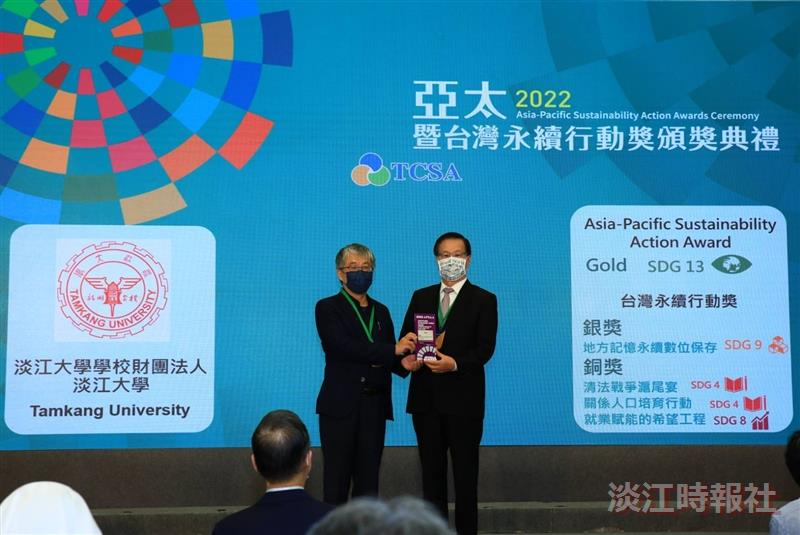 亞太 2022
Asia-Pacific Sustainability Action Awards Ceremony
暨台灣永續行動獎頒獎典禮
TCSA
TAMKANG
UNIVERSITY
淡江大學學校財團法人
淡江大學
Tamkang University
Asia-Pacific Sustainability
Action Award
Gold SDG 13
台灣永續行動獎
銀獎
地方記憶永續數位保存 SDG 9
銅獎
清法戰爭滬尾宴 SDG 4
關係人口培育行動 SDG 4
就業賦能的希望工程 SDG 8
淡江時報社